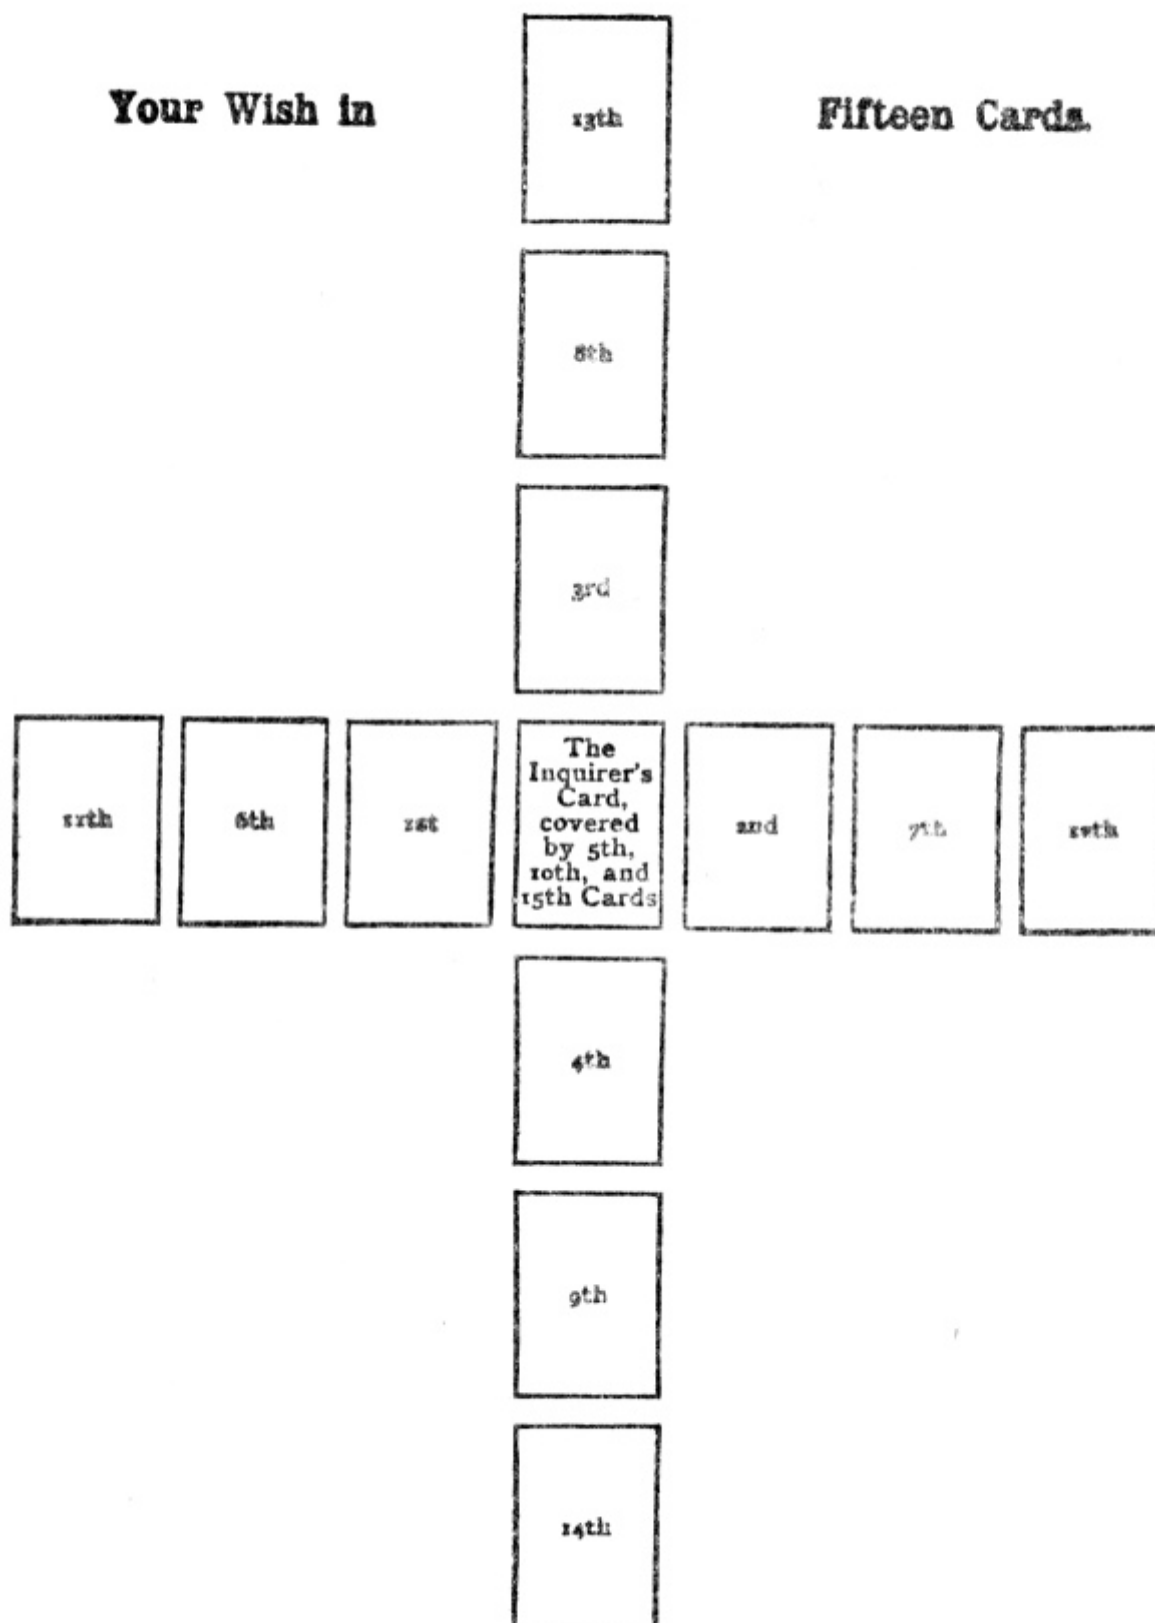 Your Wish in
Fifteen Cards.
13th
8th
3rd
11th
6th
1st
The
Inquirer's
Card,
covered
by 5th,
10th, and
15th Cards
2nd
7th
12th
4th
9th
14th